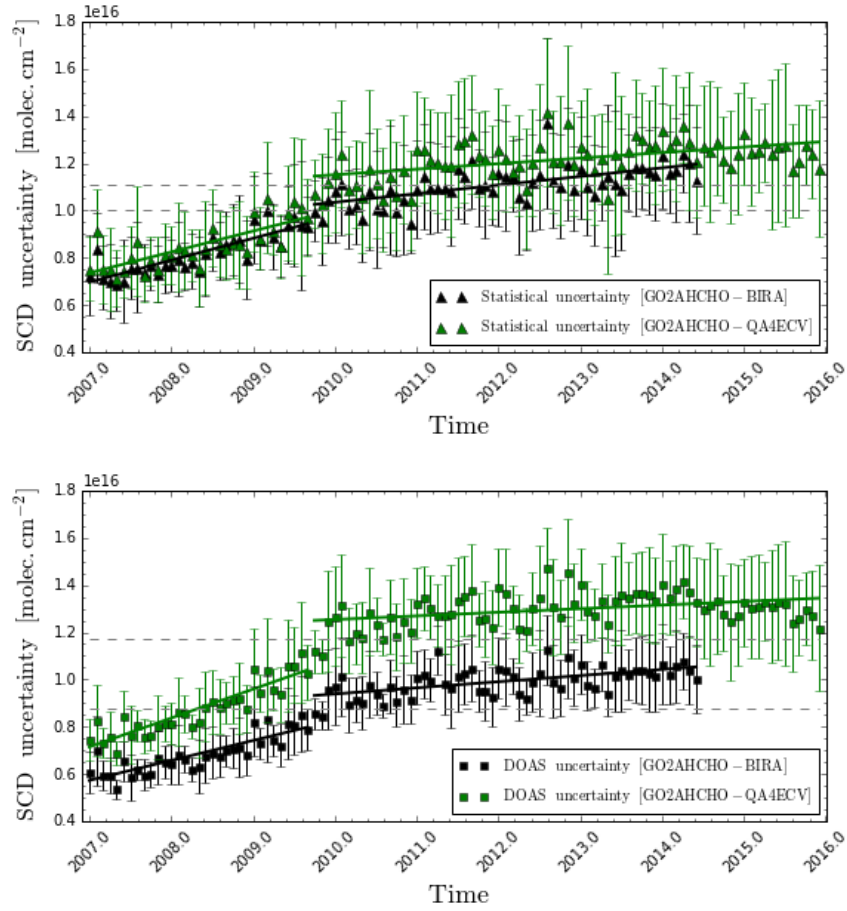 1e16
1.8
1.6
1.4
1.2
1.0
0.8
0.6
0.4
SCD uncertainty [molec. cm−2]
▲ ▲ Statistical uncertainty [GO2AHCHO − BIRA]
▲ ▲ Statistical uncertainty [GO2AHCHO − QA4ECV]
2007.0 2008.0 2009.0 2010.0 2011.0 2012.0 2013.0 2014.0 2015.0 2016.0
Time
1e16
1.8
1.6
1.4
1.2
1.0
0.8
0.6
0.4
SCD uncertainty [molec. cm−2]
■ ■ DOAS uncertainty [GO2AHCHO−BIRA]
■ ■ DOAS uncertainty [GO2AHCHO−QA4ECV]
2007.0 2008.0 2009.0 2010.0 2011.0 2012.0 2013.0 2014.0 2015.0 2016.0
Time